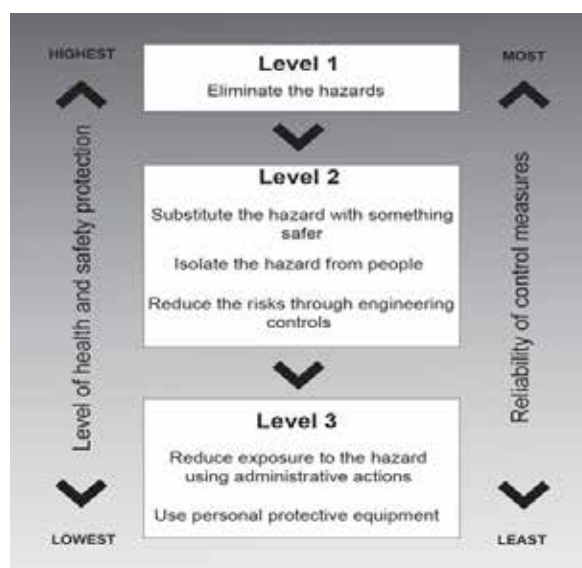 HIGHEST
MOST
Level 1
Eliminate the hazards
Level 2
Substitute the hazard with something
safer
Isolate the hazard from people
Reduce the risks through engineering
controls
Level 3
Reduce exposure to the hazard
using administrative actions
Use personal protective equipment
Level of health and safety protection
Reliability of control measures
LOWEST
LEAST